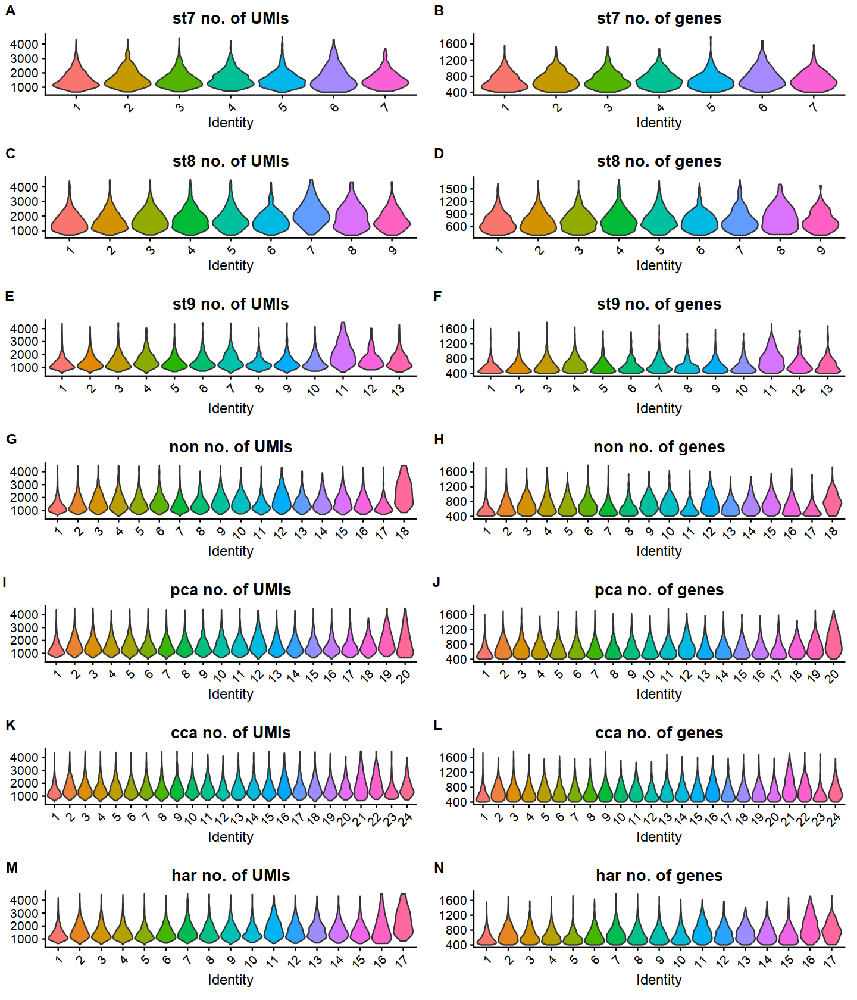 A
st7 no. of UMIs
4000
3000
2000
1000
1 2 3 4 5 6 7
Identity
B
st7 no. of genes
1600
1200
800
400
1 2 3 4 5 6 7
Identity
C
st8 no. of UMIs
4000
3000
2000
1000
1 2 3 4 5 6 7 8 9
Identity
D
st8 no. of genes
1500
1200
900
600
1 2 3 4 5 6 7 8 9
Identity
E
st9 no. of UMIs
4000
3000
2000
1000
1 2 3 4 5 6 7 8 9 10 11 12 13
Identity
F
st9 no. of genes
1600
1200
800
400
1 2 3 4 5 6 7 8 9 10 11 12 13
Identity
G
non no. of UMIs
4000
3000
2000
1000
1 2 3 4 5 6 7 8 9 10 11 12 13 14 15 16 17 18
Identity
H
non no. of genes
1600
1200
800
400
1 2 3 4 5 6 7 8 9 10 11 12 13 14 15 16 17 18
Identity
I
pca no. of UMIs
4000
3000
2000
1000
1 2 3 4 5 6 7 8 9 10 11 12 13 14 15 16 17 18 19 20
Identity
J
pca no. of genes
1600
1200
800
400
1 2 3 4 5 6 7 8 9 10 11 12 13 14 15 16 17 18 19 20
Identity
K
cca no. of UMIs
4000
3000
2000
1000
1 2 3 4 5 6 7 8 9 10 11 12 13 14 15 16 17 18 19 20 21 22 23 24
Identity
L
cca no. of genes
1600
1200
800
400
1 2 3 4 5 6 7 8 9 10 11 12 13 14 15 16 17 18 19 20 21 22 23 24
Identity
M
har no. of UMIs
4000
3000
2000
1000
1 2 3 4 5 6 7 8 9 10 11 12 13 14 15 16 17
Identity
N
har no. of genes
1600
1200
800
400
1 2 3 4 5 6 7 8 9 10 11 12 13 14 15 16 17
Identity